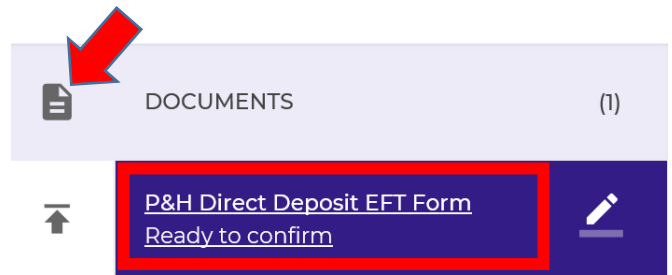 DOCUMENTS (1)
P&H Direct Deposit EFT Form
Ready to confirm